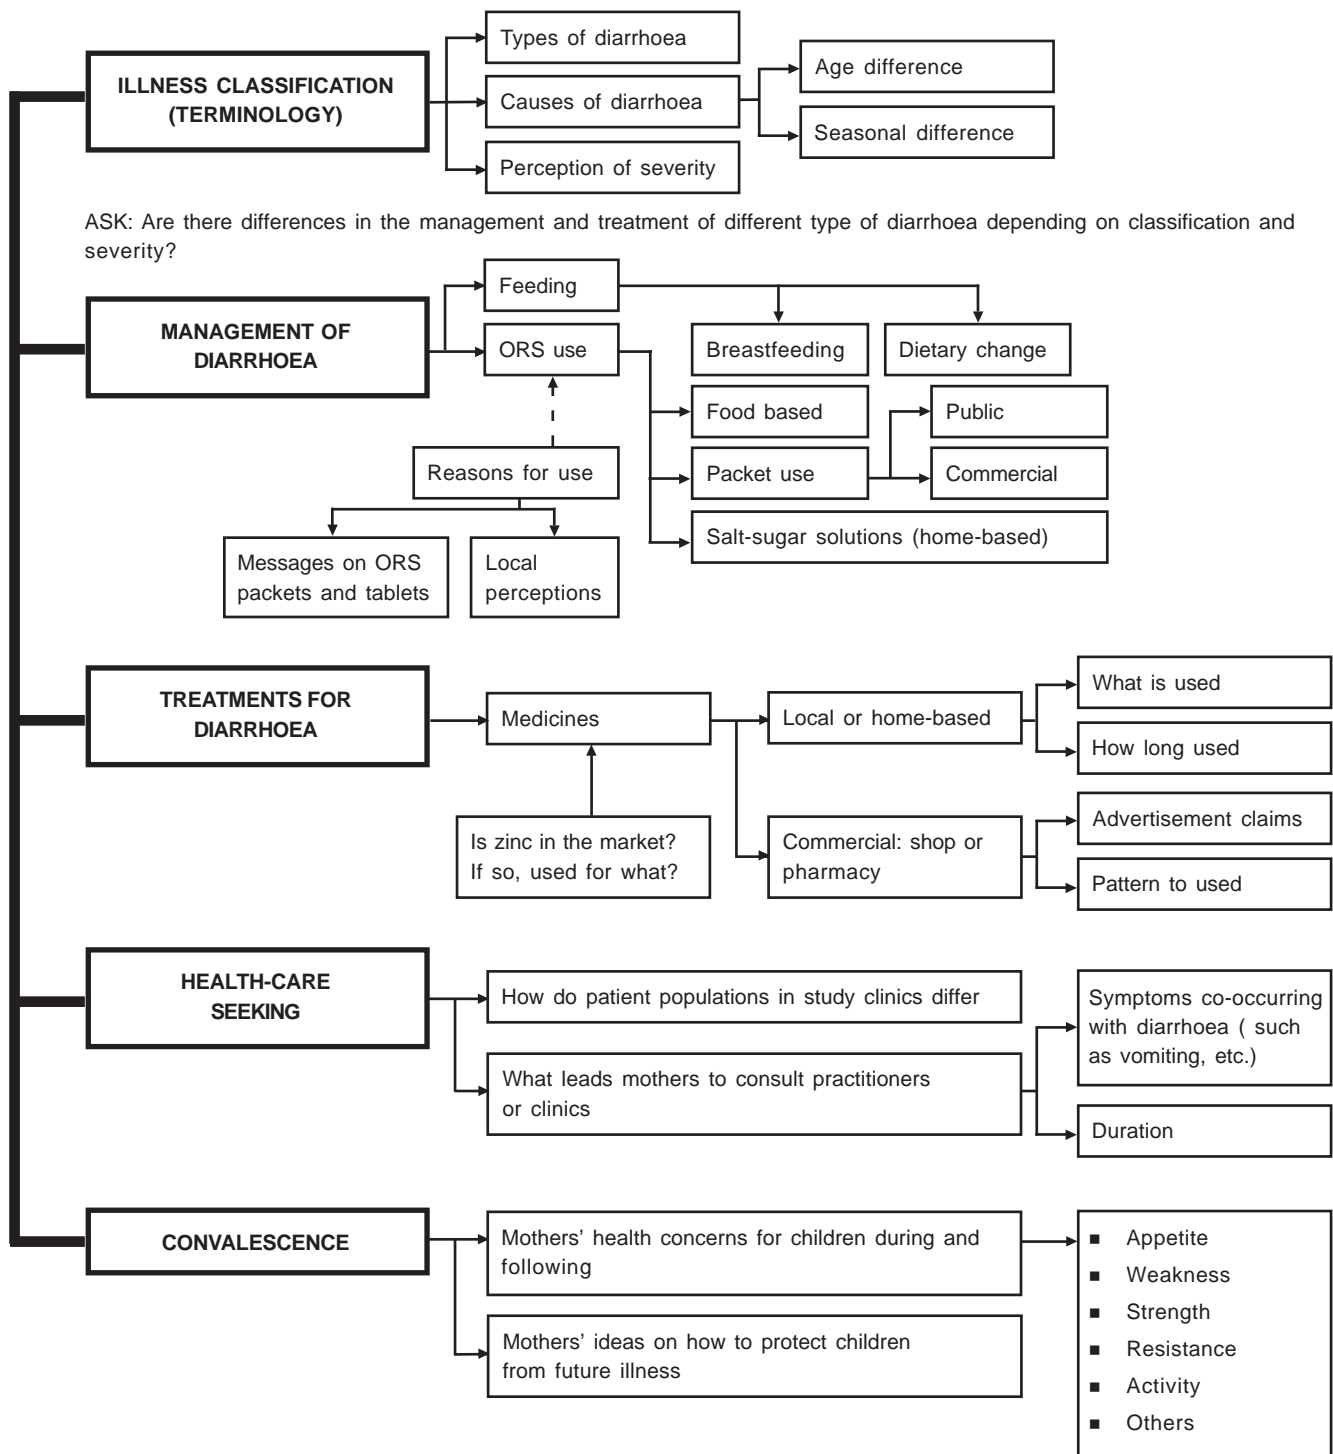 Types of diarrhoea
ILLNESS CLASSIFICATION
(TERMINOLOGY)
Causes of diarrhoea
Age difference
Seasonal difference
Perception of severity
ASK: Are there differences in the management and treatment of different type of diarrhoea depending on classification and
severity?
MANAGEMENT OF
DIARRHOEA
Feeding
ORS use
Breastfeeding
Dietary change
Food based
Public
Reasons for use
Packet use
Commercial
Salt-sugar solutions (home-based)
Messages on ORS
packets and tablets
Local
perceptions
TREATMENTS FOR
DIARRHOEA
Medicines
Local or home-based
What is used
How long used
Is zinc in the market?
If so, used for what?
Commercial: shop or
pharmacy
Advertisement claims
Pattern to used
HEALTH-CARE
SEEKING
How do patient populations in study clinics differ
What leads mothers to consult practitioners
or clinics
Symptoms co-occurring
with diarrhoea ( such
as vomiting, etc.)
Duration
CONVALESCENCE
Mothers’ health concerns for children during and
following
Mothers’ ideas on how to protect children
from future illness
■ Appetite
■ Weakness
■ Strength
■ Resistance
■ Activity
■ Others